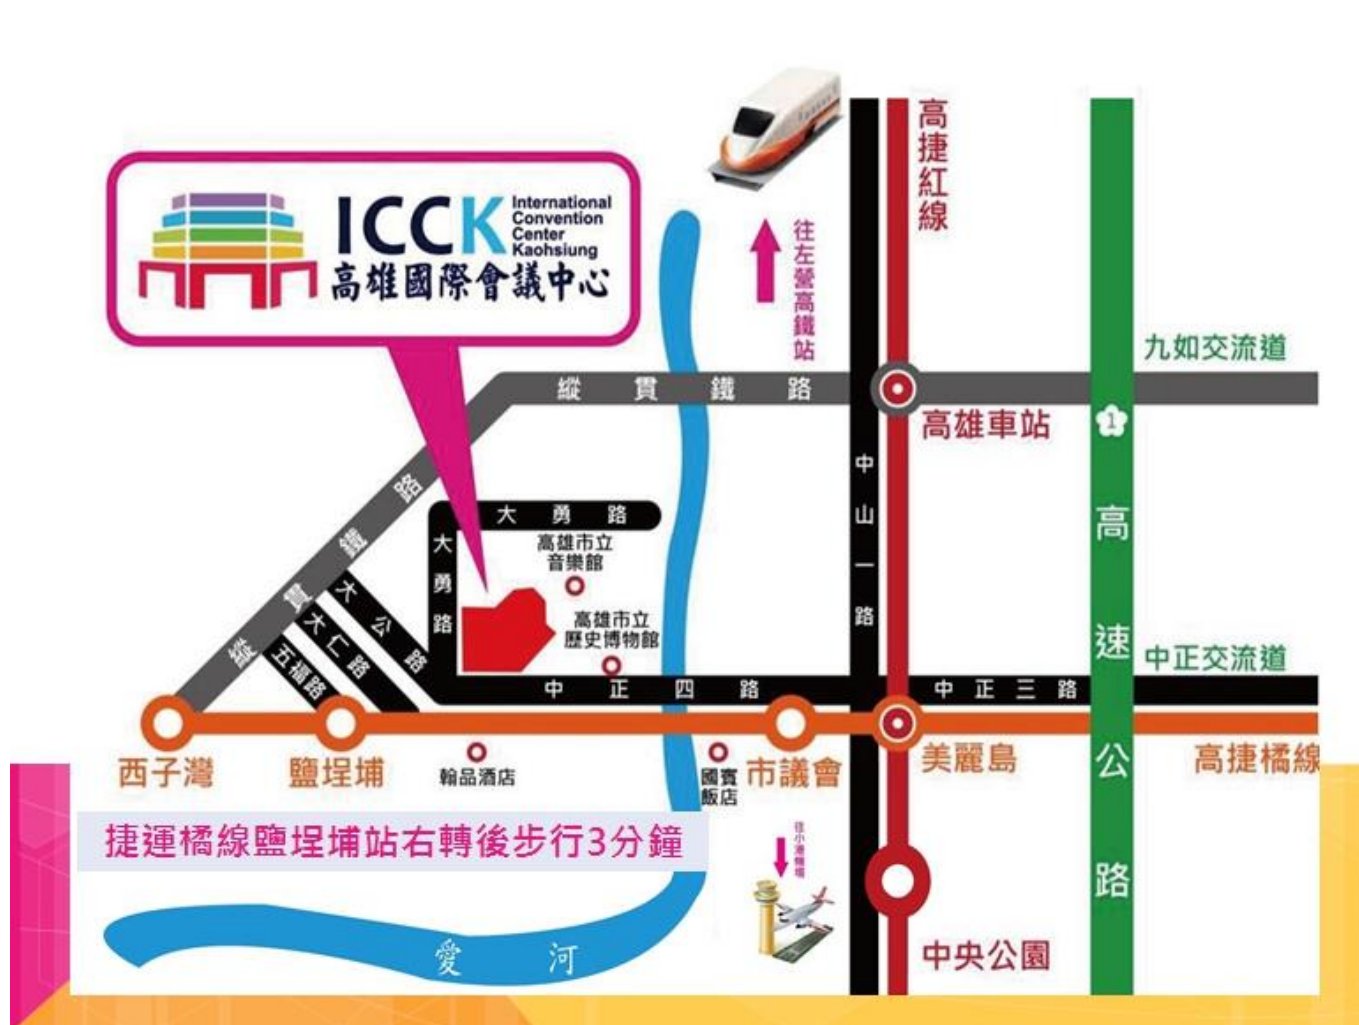 ICCK
International
Convention
Center
Kaohsiung
高雄國際會議中心
往左營高鐵站
高捷紅線
九如交流道
縱貫鐵路
高雄車站
1
高速公路
中山一路
縱貫鐵路
大勇路
大勇路
高雄市立
音樂館
高雄市立
歷史博物館
大公路
大仁路
五福路
中正四路
中正三路
中正交流道
西子灣
鹽埕埔
翰品酒店
國賓
飯店
市議會
美麗島
高捷橘線
捷運橘線鹽埕埔站右轉後步行3分鐘
往小港機場
愛河
中央公園